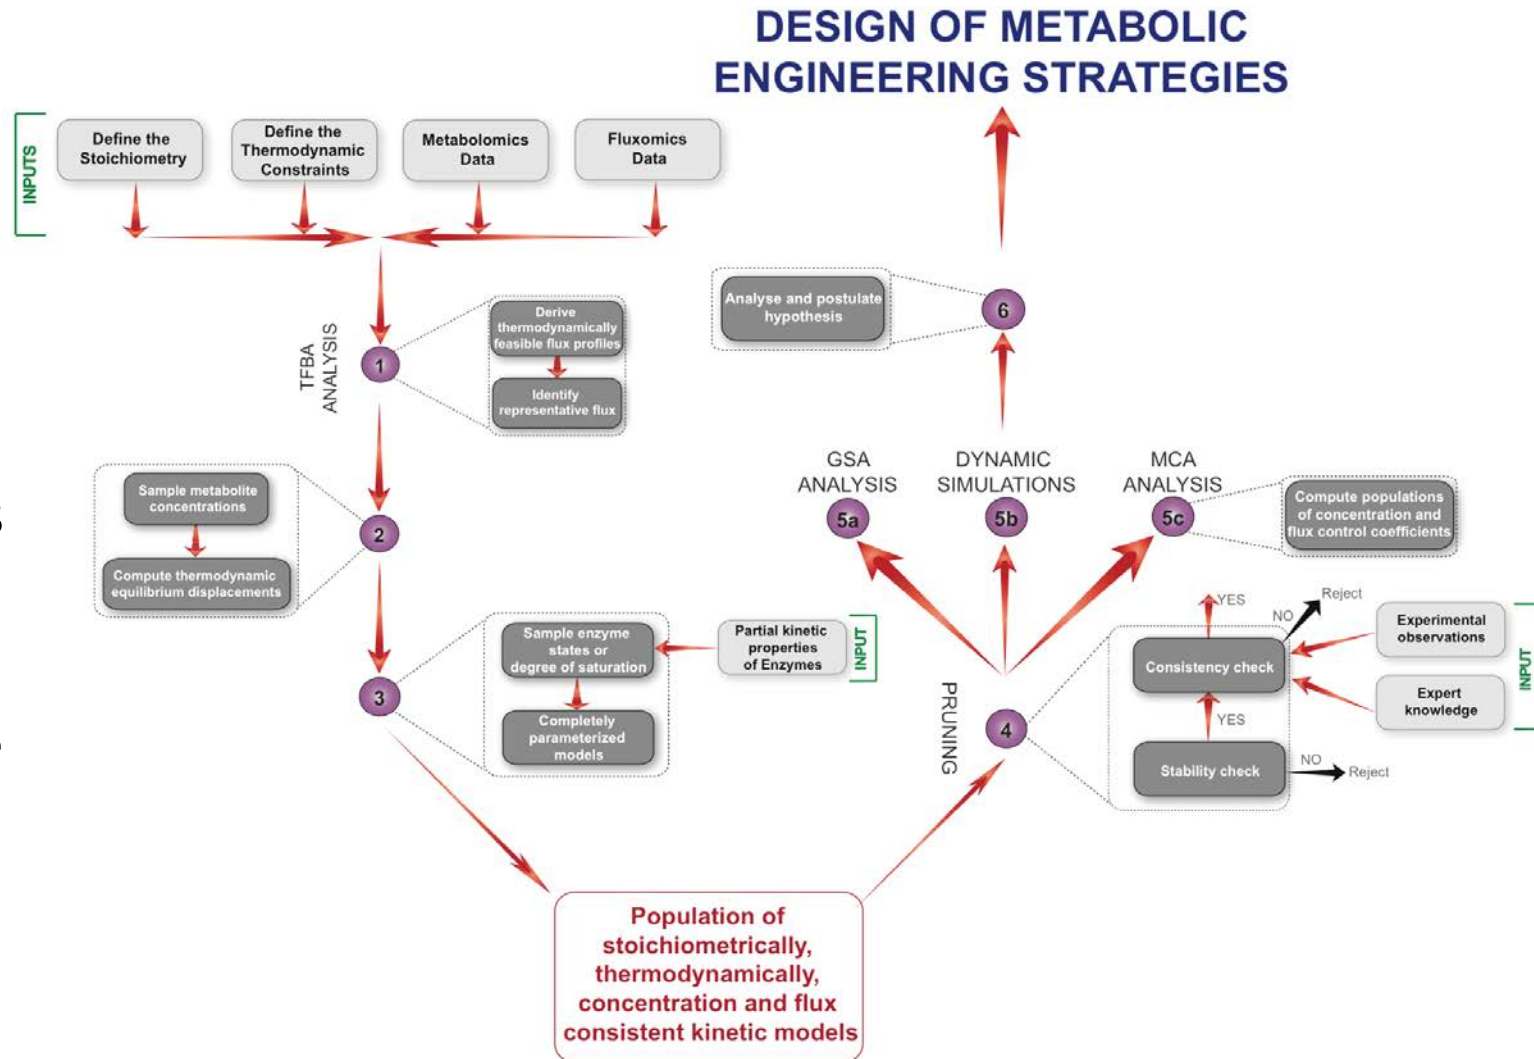 DESIGN OF METABOLIC
ENGINEERING STRATEGIES
INPUTS
Define the
Stoichiometry
Define the
Thermodynamic
Constraints
Metabolomics
Data
Fluxomics
Data
TFBA
ANALYSIS
1
Derive
thermodynamically
feasible flux profiles
Identify
representative flux
2
Sample metabolite
concentrations
Compute thermodynamic
equilibrium displacements
3
Sample enzyme
states or
degree of saturation
Completely
parameterized
models
Partial kinetic
properties
of Enzymes
INPUT
Population of
stoichiometrically,
thermodynamically,
concentration and flux
consistent kinetic models
PRUNING
4
Consistency check
YES
NO
Reject
YES
Stability check
NO
Reject
Experimental
observations
Expert
knowledge
INPUT
GSA
ANALYSIS
5a
DYNAMIC
SIMULATIONS
5b
MCA
ANALYSIS
5c
Compute populations
of concentration and
flux control coefficients
6
Analyse and postulate
hypothesis